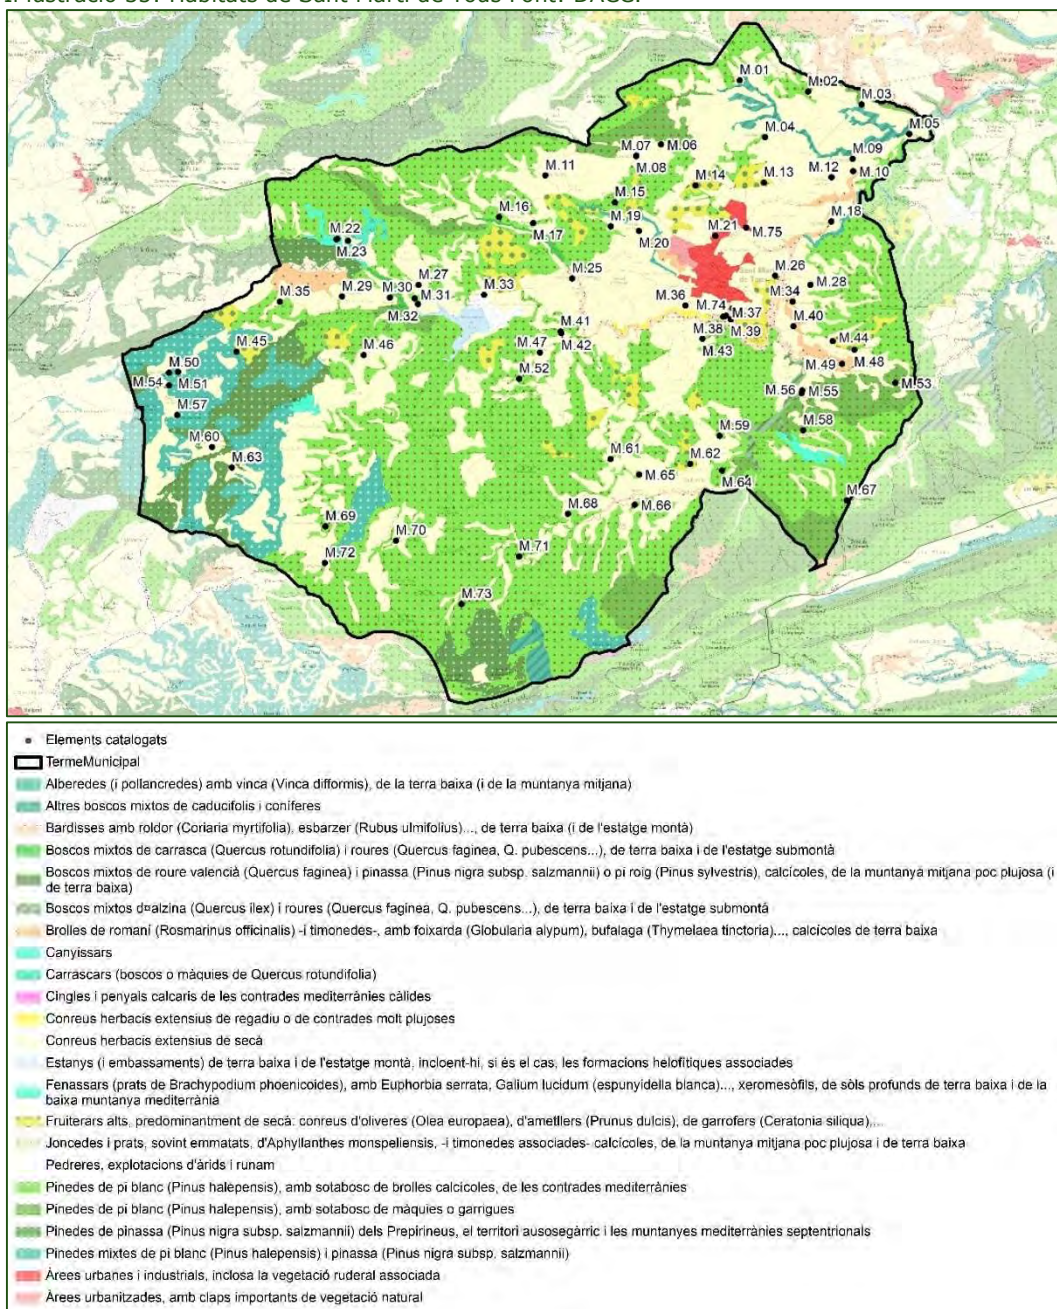 M.01
M.02
M.03
M.04
M.05
M.06
M.07
M.08
M.09
M.10
M.11
M.12
M.13
M.14
M.15
M.16
M.17
M.18
M.19
M.20
M.21
M.22
M.23
M.25
M.26
M.27
M.28
M.29
M.30
M.31
M.32
M.33
M.34
M.35
M.36
M.37
M.38
M.39
M.40
M.41
M.42
M.43
M.44
M.45
M.46
M.47
M.48
M.49
M.50
M.51
M.52
M.53
M.54
M.55
M.56
M.57
M.58
M.59
M.60
M.61
M.62
M.63
M.64
M.65
M.66
M.67
M.68
M.69
M.70
M.71
M.72
M.73
M.74
M.75
Elements catalogats
TermeMunicipal
Alberedes (i pollancredes) amb vinca (Vinca difformis), de la terra baixa (i de la muntanya mitjana)
Altres boscos mixtos de caducifolis i coníferes
Bardisses amb roldor (Coriaria myrtifolia), esbarzer (Rubus ulmifolius)..., de terra baixa (i de l'estatge montà)
Boscos mixtos de carrasca (Quercus rotundifolia) i roures (Quercus faginea, Q. pubescens...), de terra baixa i de l'estatge submontà
Boscos mixtos de roure valencià (Quercus faginea) i pinassa (Pinus nigra subsp. salzmannii) o pi roig (Pinus sylvestris), calcícoles, de la muntanya mitjana poc plujosa (i
de terra baixa)
Boscos mixtos d¤alzina (Quercus ilex) i roures (Quercus faginea, Q. pubescens...), de terra baixa i de l'estatge submontà
Brolles de romaní (Rosmarinus officinalis) -i timonedes-, amb foixarda (Globularia alypum), bufalaga (Thymelaea tinctoria)..., calcícoles de terra baixa
Canyissars
Carrascars (boscos o màquies de Quercus rotundifolia)
Cingles i penyals calcaris de les contrades mediterrànies càlides
Conreus herbacis extensius de regadiu o de contrades molt plujoses
Conreus herbacis extensius de secà
Estanys (i embassaments) de terra baixa i de l'estatge montà, incloent-hi, si és el cas, les formacions helofítiques associades
Fenassars (prats de Brachypodium phoenicoides), amb Euphorbia serrata, Galium lucidum (espunyidella blanca)..., xeromesòfils, de sòls profunds de terra baixa i de la
baixa muntanya mediterrània
Fruiterars alts, predominantment de secà: conreus d'oliveres (Olea europaea), d'ametllers (Prunus dulcis), de garrofers (Ceratonia siliqua),...
Joncedes i prats, sovint emmatats, d'Aphyllanthes monspeliensis, -i timonedes associades- calcícoles, de la muntanya mitjana poc plujosa i de terra baixa
Pedreres, explotacions d'àrids i runam
Pinedes de pi blanc (Pinus halepensis), amb sotabosc de brolles calcícoles, de les contrades mediterrànies
Pinedes de pi blanc (Pinus halepensis), amb sotabosc de màquies o garrigues
Pinedes de pinassa (Pinus nigra subsp. salzmannii) dels Prepirineus, el territori ausosegàrric i les muntanyes mediterrànies septentrionals
Pinedes mixtes de pi blanc (Pinus halepensis) i pinassa (Pinus nigra subsp. salzmannii)
Àrees urbanes i industrials, inclosa la vegetació ruderal associada
Àrees urbanitzades, amb claps importants de vegetació natural